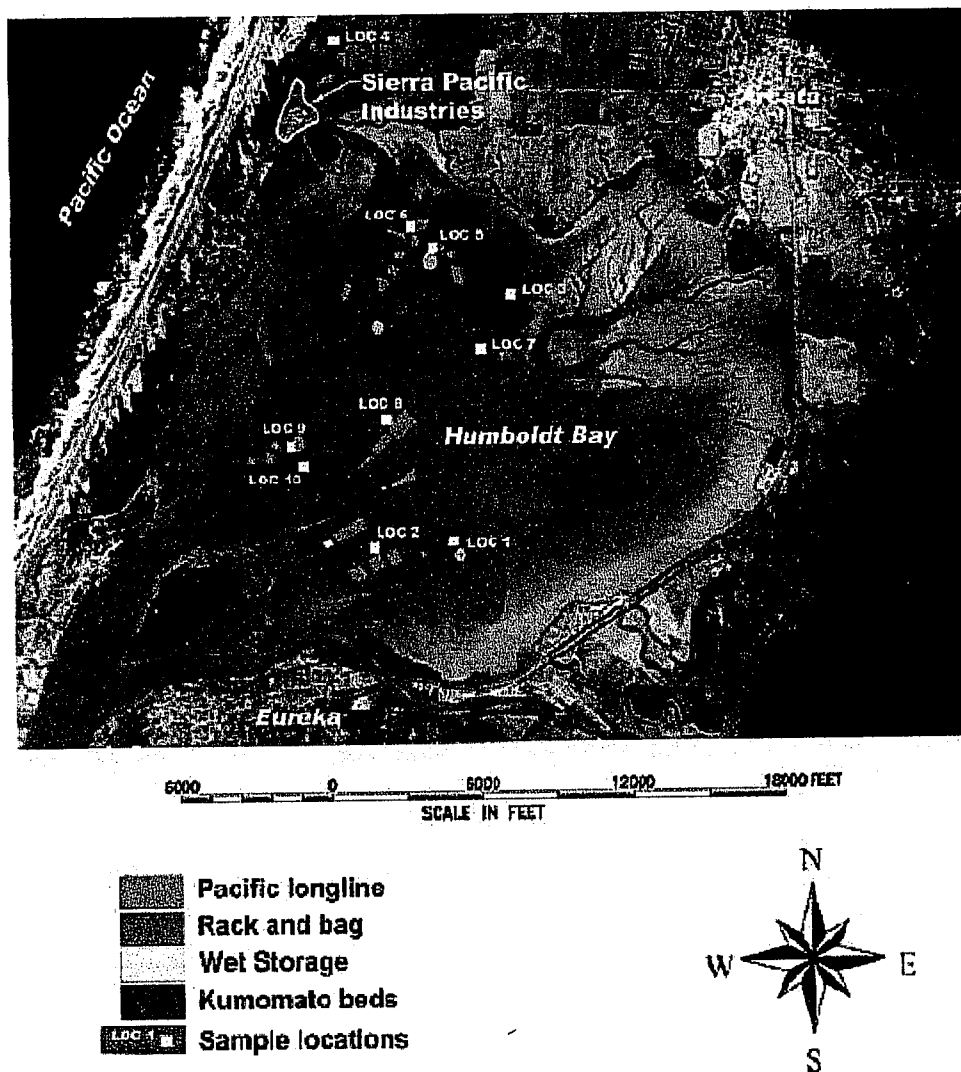 LOC 4
Sierra Pacific
Industries
Arcata
Pacific Ocean
LOC 6
LOC 5
LOC 3
LOC 7
LOC 8
LOC 9
Humboldt Bay
LOC 10
LOC 2
LOC 1
Eureka
6000 0 6000 12000 18000 FEET
SCALE IN FEET
Pacific longline
Rack and bag
Wet Storage
Kumomato beds
LOC 1 Sample locations
N
W E
S